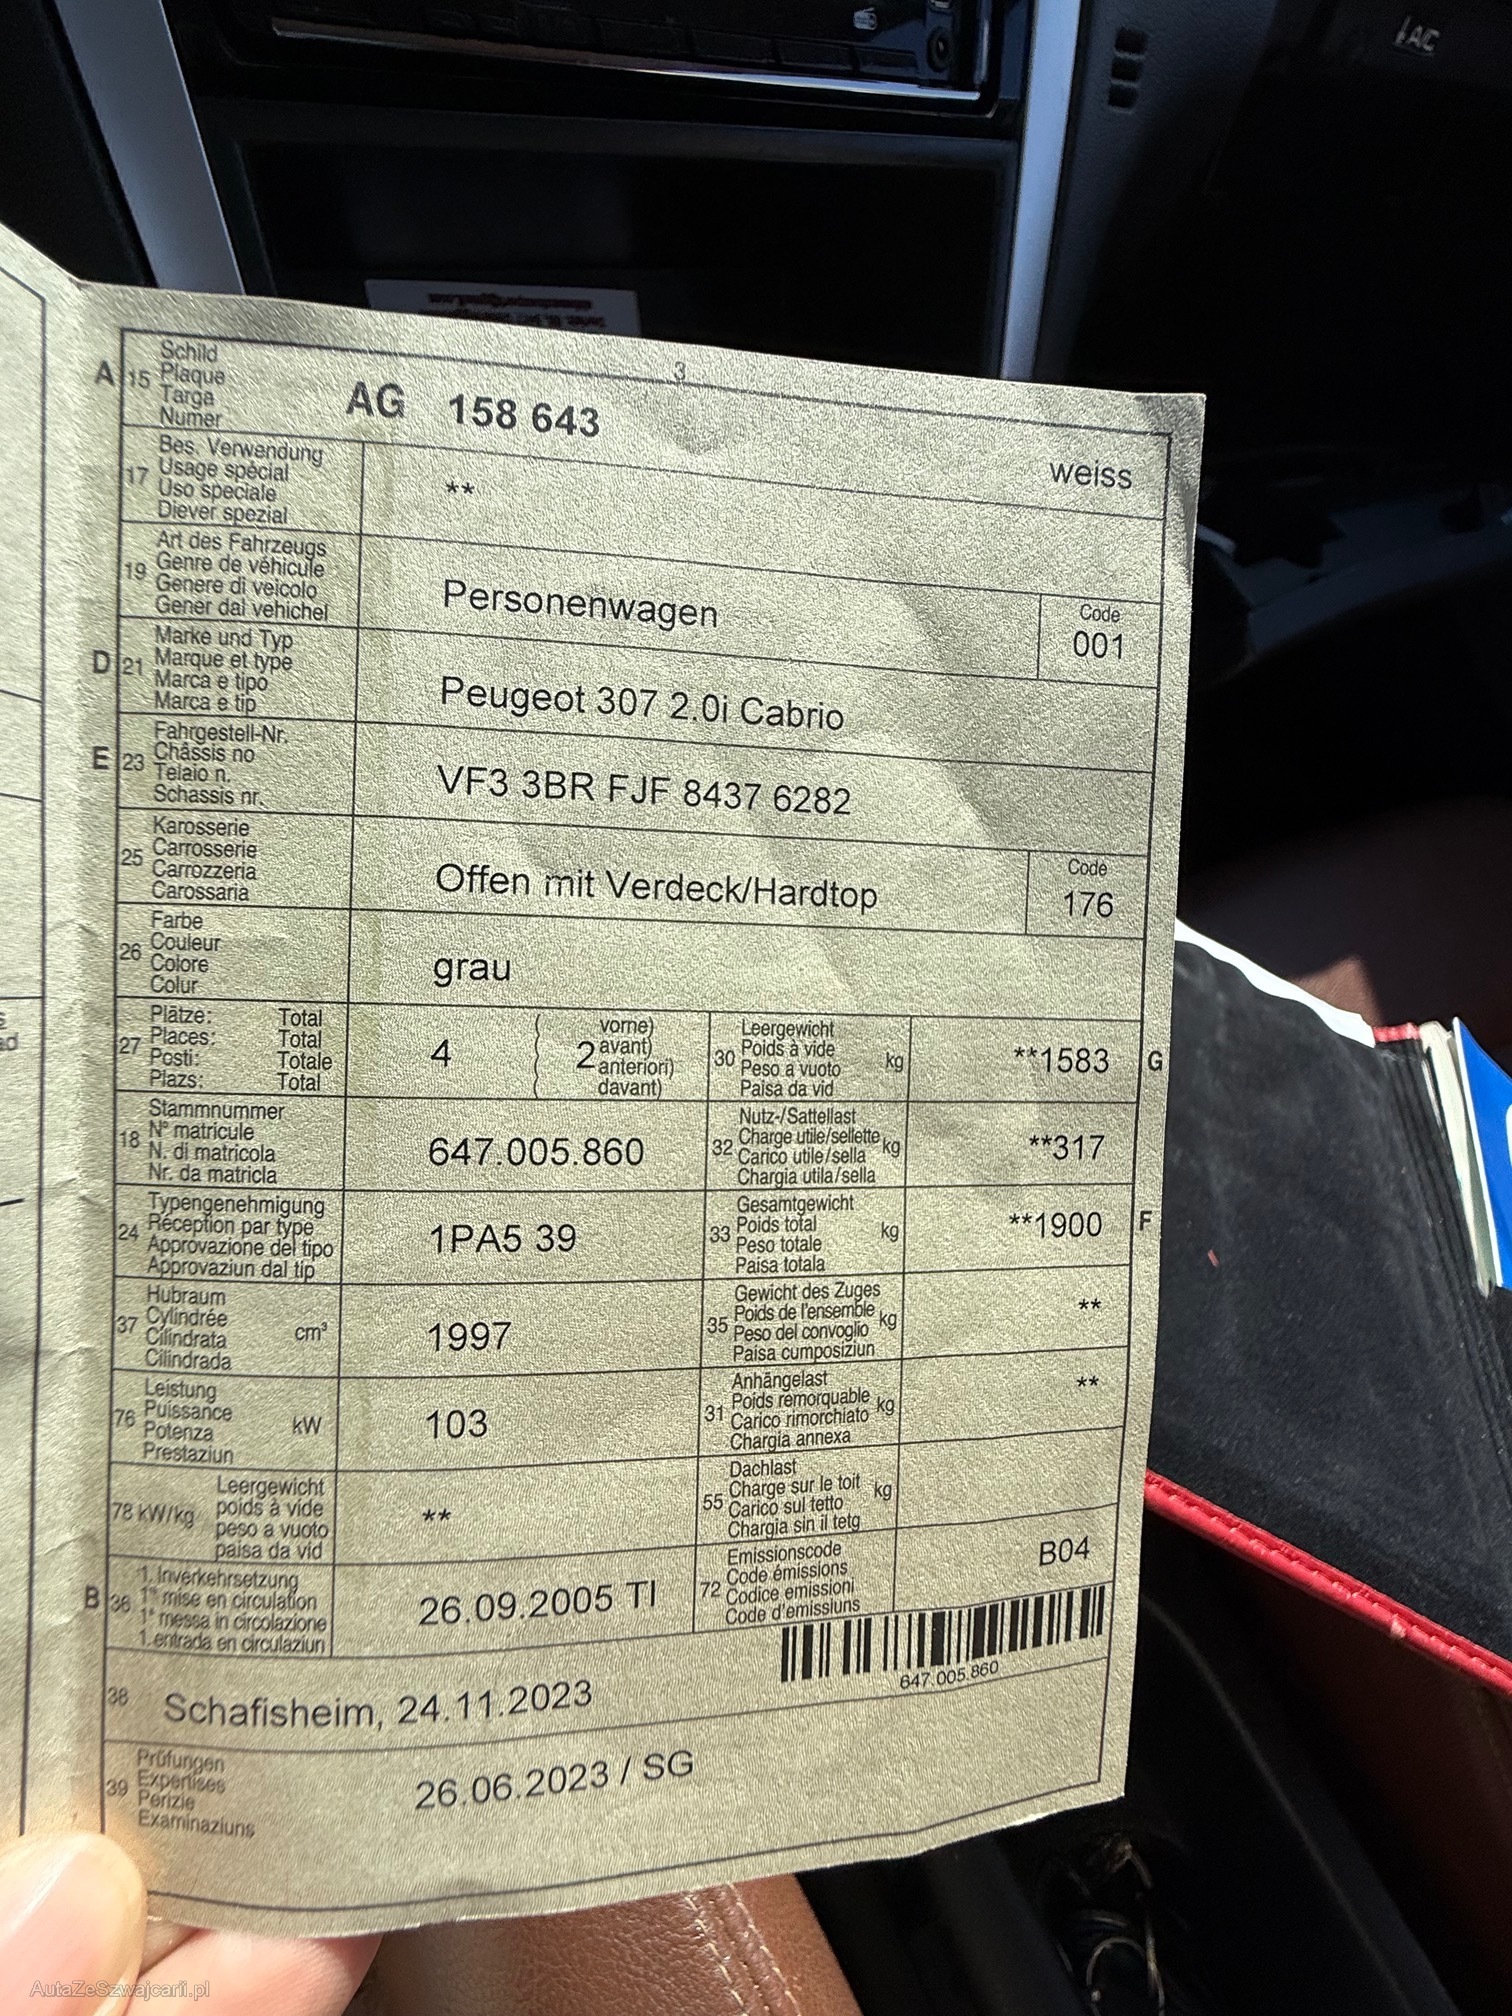 A/C
3
A 15 Schild
Plaque
Targa
Numer
AG 158 643
weiss
17 Bes. Verwendung
Usage spécial
Uso speciale
Diever spezial
**
19 Art des Fahrzeugs
Genre de véhicule
Genere di veicolo
Gener dal vehichel
Personenwagen
Code
001
D 21 Marke und Typ
Marque et type
Marca e tipo
Marca e tip
Peugeot 307 2.0i Cabrio
E 23 Fahrgestell-Nr.
Châssis no
Telaio n.
Schassis nr.
VF3 3BR FJF 8437 6282
25 Karosserie
Carrosserie
Carrozzeria
Carossaria
Offen mit Verdeck/Hardtop
Code
176
26 Farbe
Couleur
Colore
Colur
grau
27 Plätze: Total
Places: Total
Posti: Totale
Plazs: Total
4 ( 2 vorne)
avant)
anteriori)
davant)
30 Leergewicht
Poids à vide kg
Peso a vuoto
Paisa da vid
**1583 G
18 Stammnummer
N° matricule
N. di matricola
Nr. da matricla
647.005.860
32 Nutz-/Sattellast
Charge utile/sellette kg
Carico utile/sella
Chargia utila/sella
**317
24 Typengenehmigung
Réception par type
Approvazione del tipo
Approvaziun dal tip
1PA5 39
33 Gesamtgewicht
Poids total kg
Peso totale
Paisa totala
**1900 F
37 Hubraum
Cylindrée cm³
Cilindrata
Cilindrada
1997
35 Gewicht des Zuges
Poids de l'ensemble kg
Peso del convoglio
Paisa cumposiziun
**
76 Leistung
Puissance kW
Potenza
Prestaziun
103
31 Anhängelast
Poids remorquable kg
Carico rimorchiato
Chargia annexa
**
78 kW/kg Leergewicht
poids à vide
peso a vuoto
paisa da vid
**
55 Dachlast
Charge sur le toit kg
Carico sul tetto
Chargia sin il tetg
B 36 1. Inverkehrsetzung
1re mise en circulation
1a messa in circolazione
1. entrada en circulaziun
26.09.2005 TI
72 Emissionscode
Code émissions
Codice emissioni
Code d'emissiuns
B04
647.005.860
38 Schafisheim, 24.11.2023
39 Prüfungen
Expertises
Perizie
Examinaziuns
26.06.2023 / SG
AutaZeSzwajcarii.pl